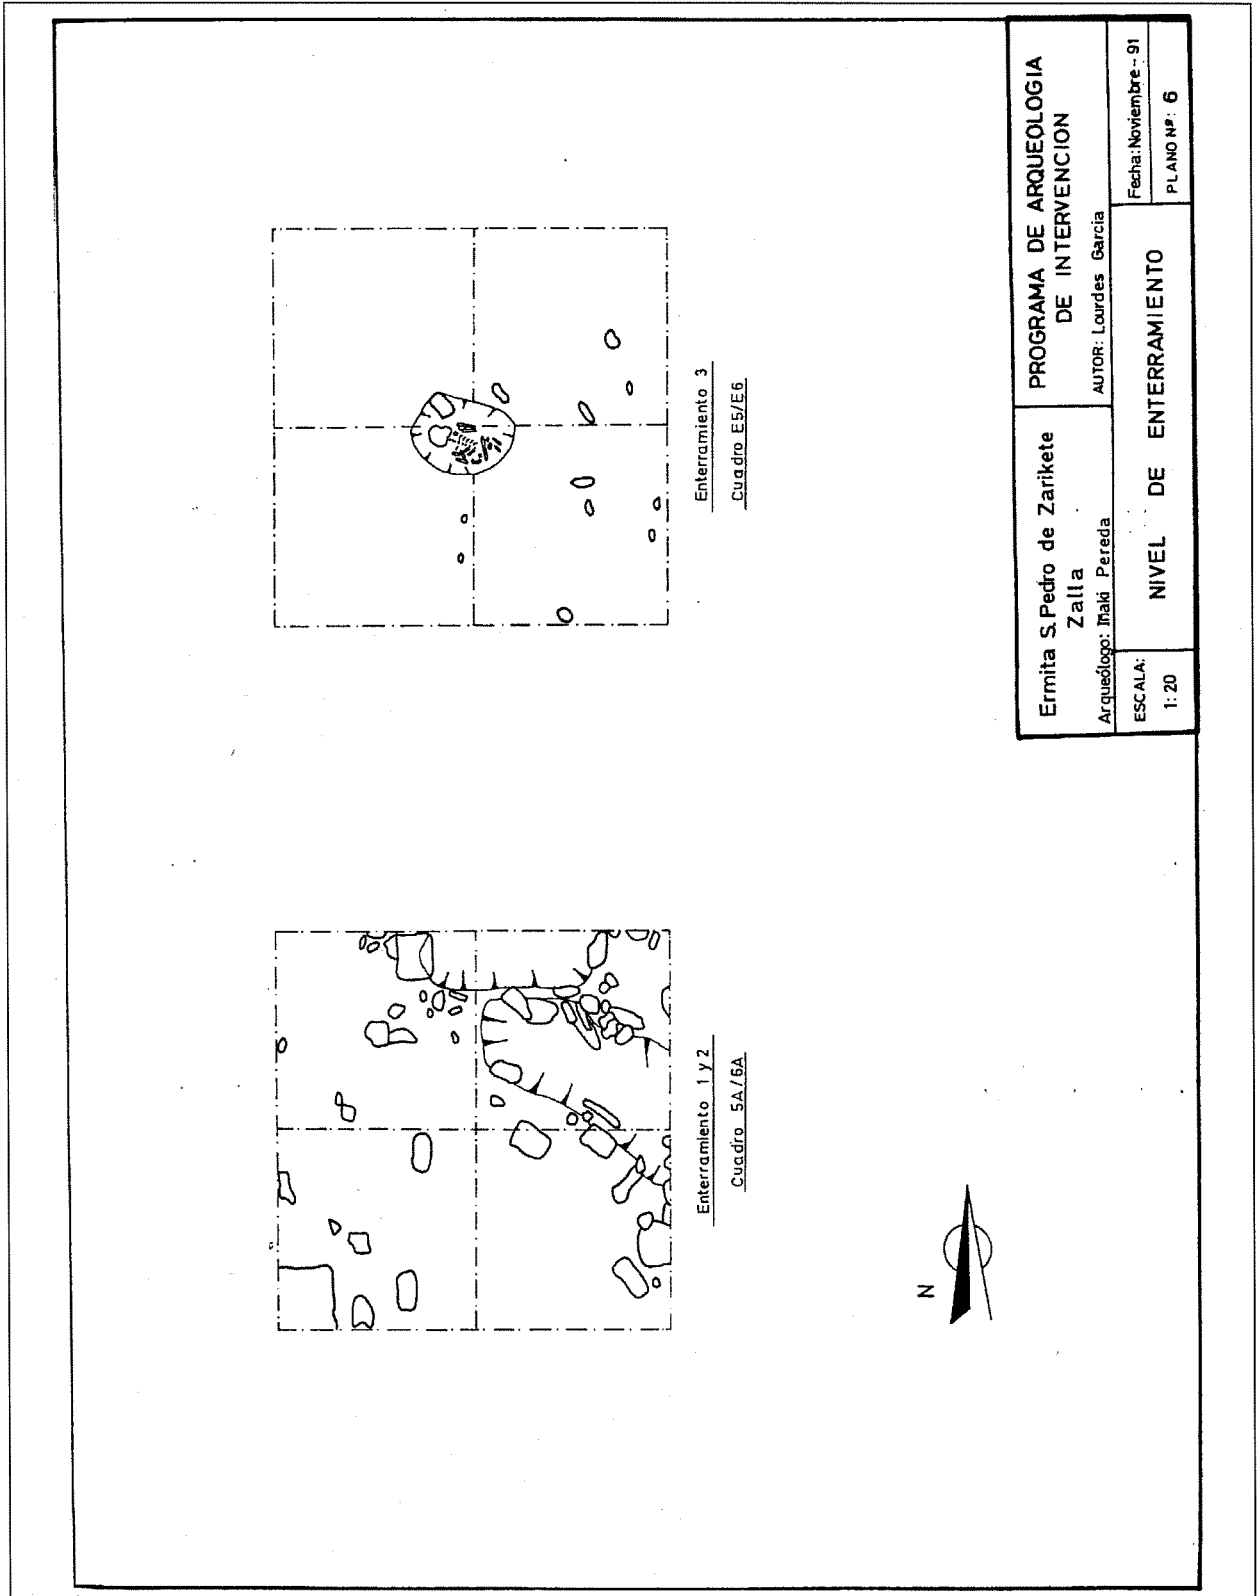 Enterramiento 1 y 2
Cuadro 5A/6A
Enterramiento 3
Cuadro E5/E6
N
Ermita S.Pedro de Zarikete
Zalla
Arqueólogo: Iñaki Pereda
PROGRAMA DE ARQUEOLOGIA
DE INTERVENCION
AUTOR: Lourdes Garcia
ESCALA:
1:20
NIVEL DE ENTERRAMIENTO
Fecha:Noviembre-91
PLANO Nº: 6